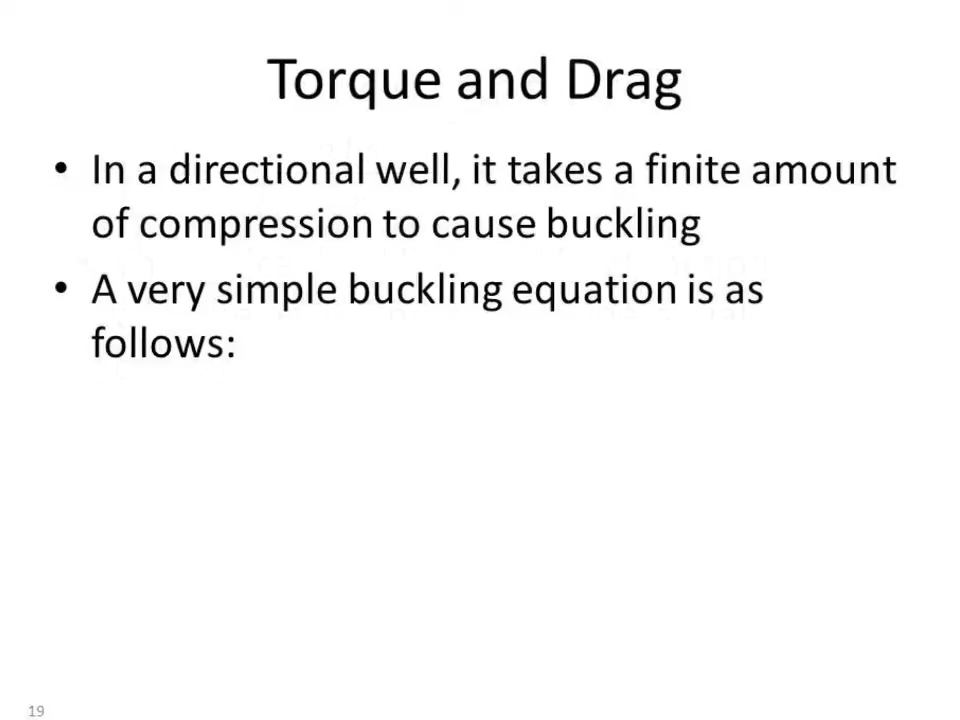 Torque and Drag
• In a directional well, it takes a finite amount
of compression to cause buckling
• A very simple buckling equation is as
follows:
19